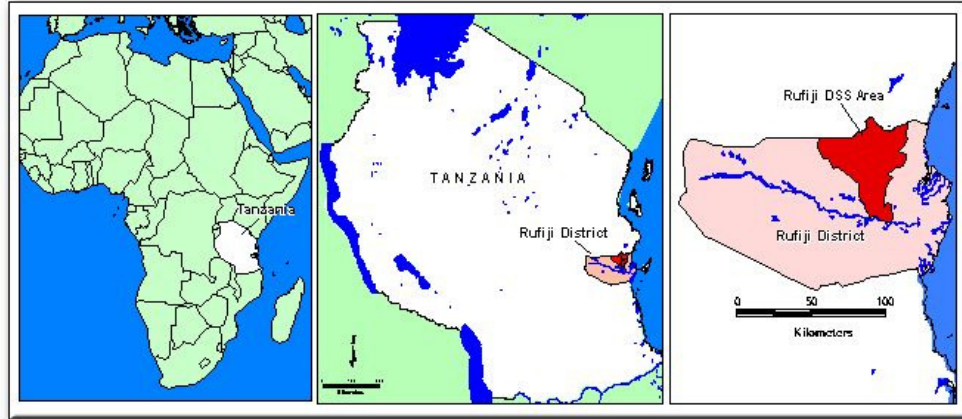 Tanzania
TANZANIA
Rufiji District
Rufiji DSS Area
Rufiji District
0 50 100
Kilometers